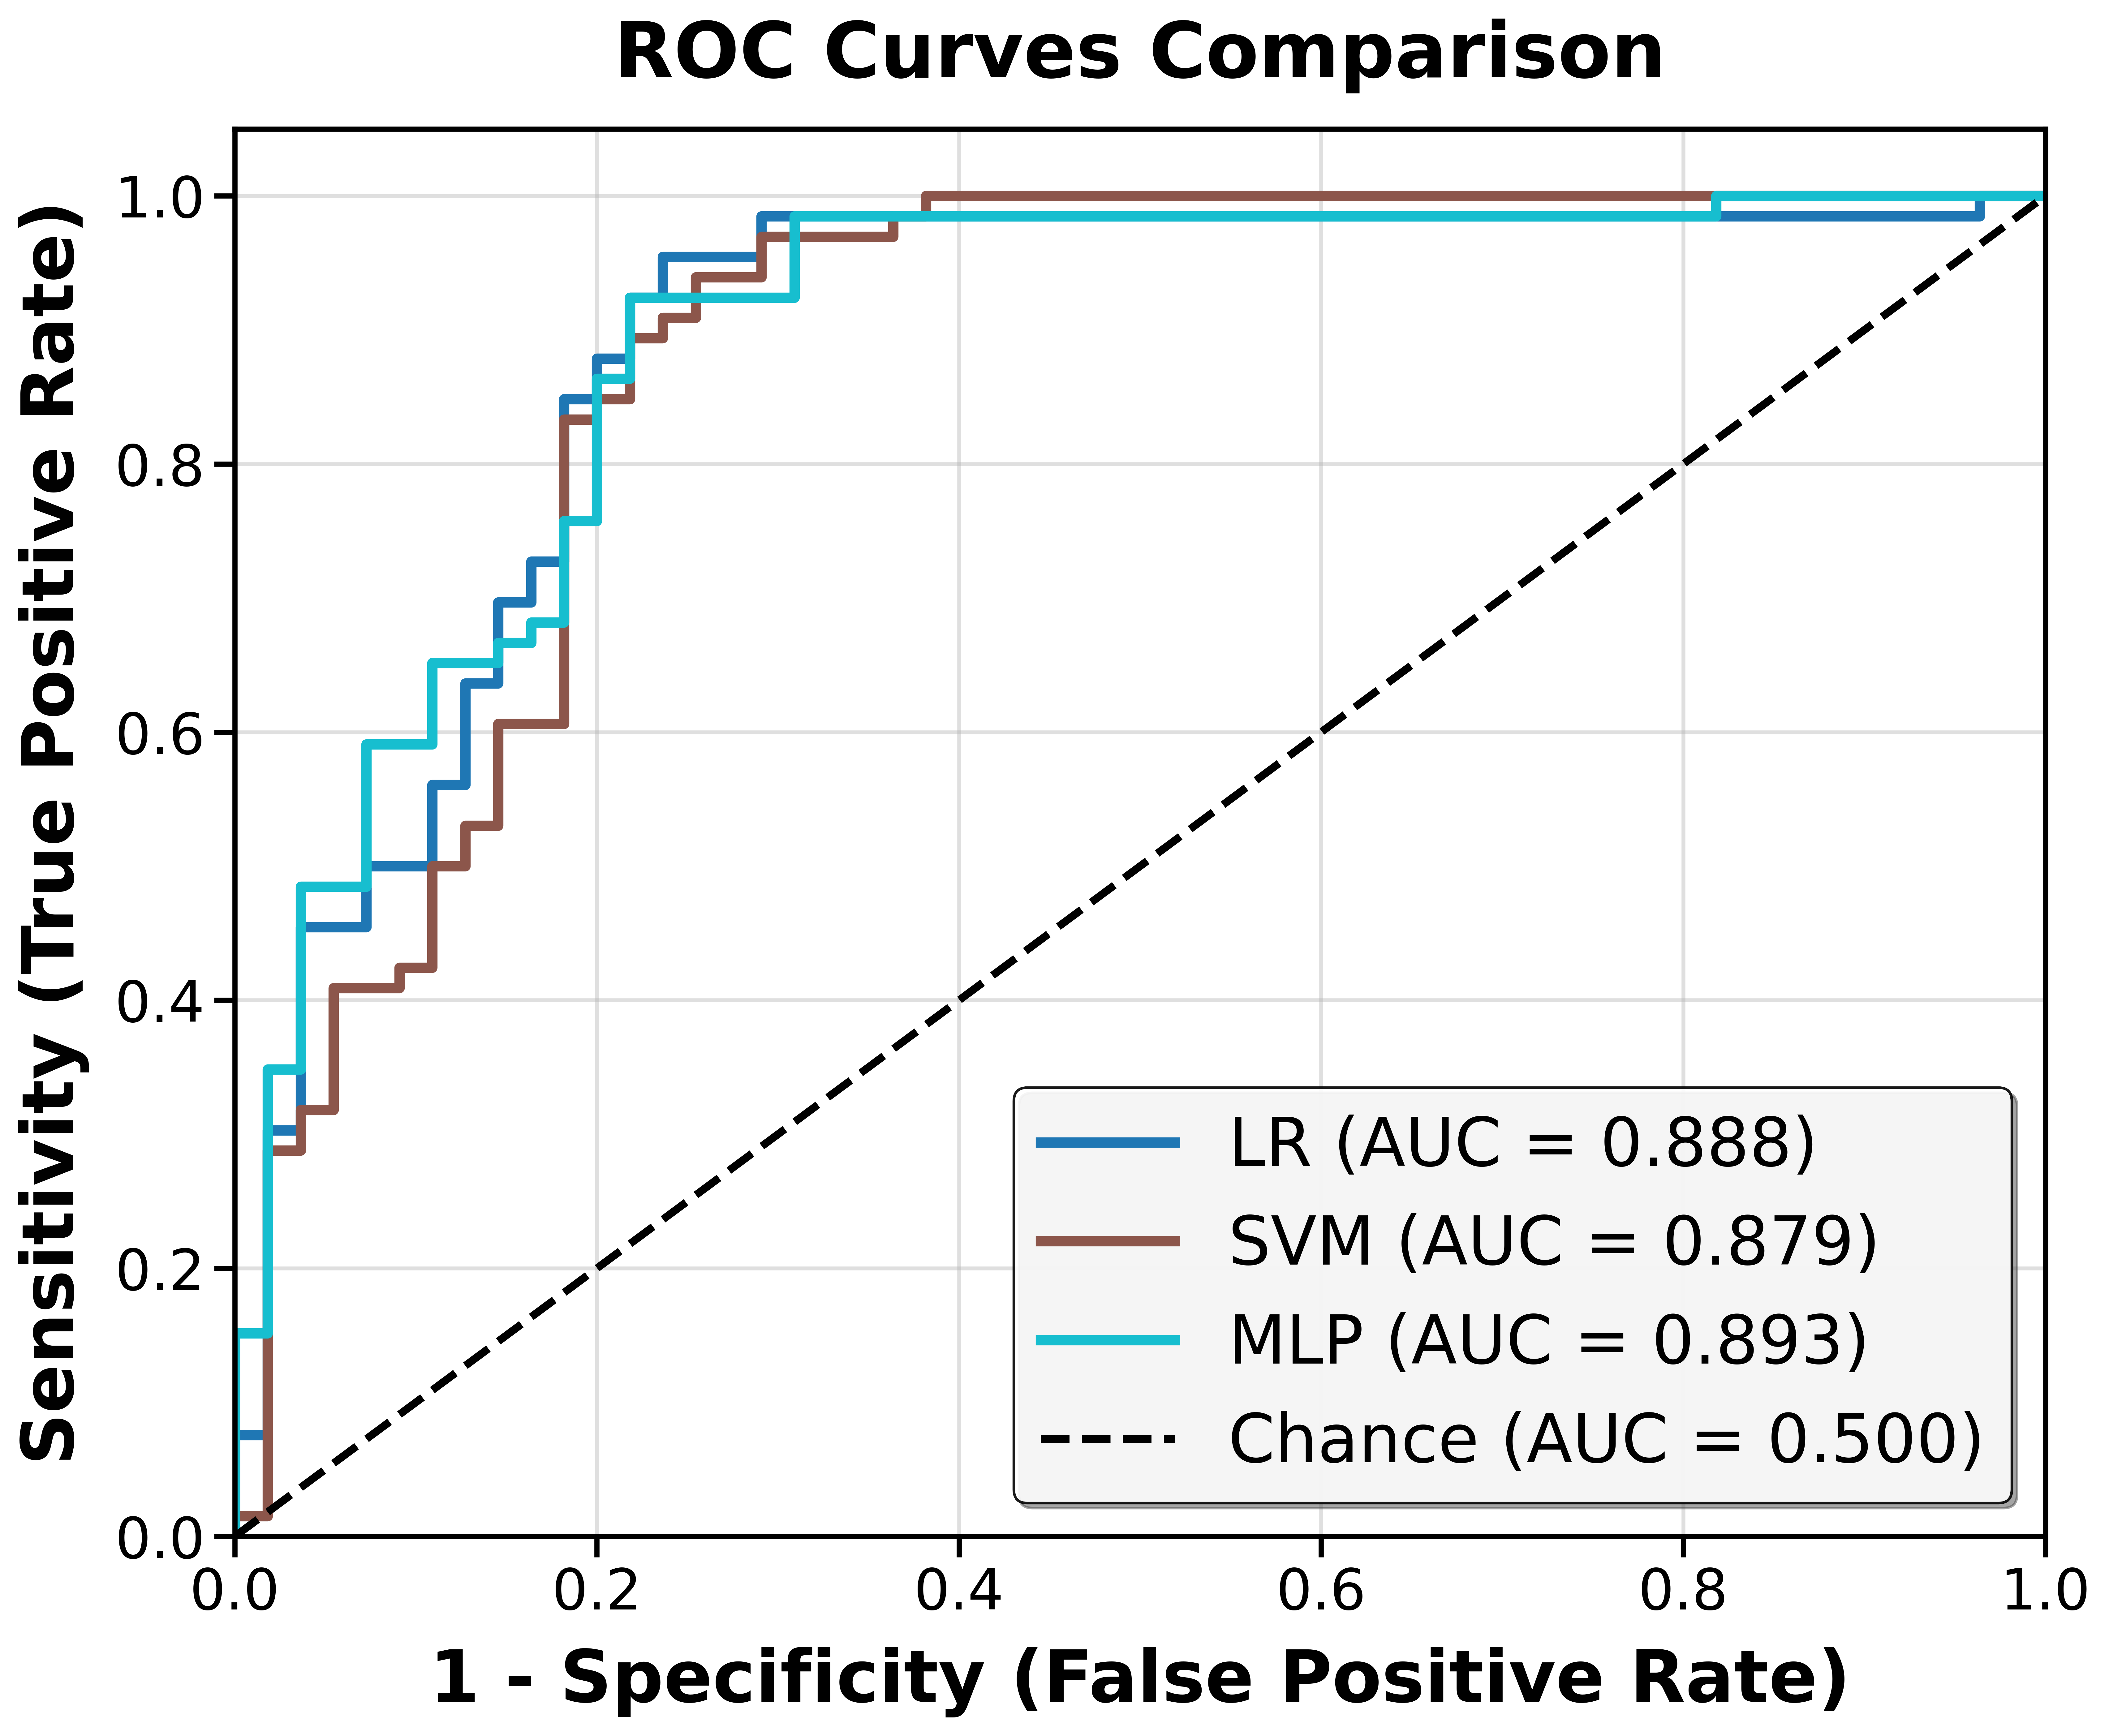 ROC Curves Comparison
Sensitivity (True Positive Rate)
1.0
0.8
0.6
0.4
0.2
0.0
0.0 0.2 0.4 0.6 0.8 1.0
1 - Specificity (False Positive Rate)
LR (AUC = 0.888)
SVM (AUC = 0.879)
MLP (AUC = 0.893)
Chance (AUC = 0.500)